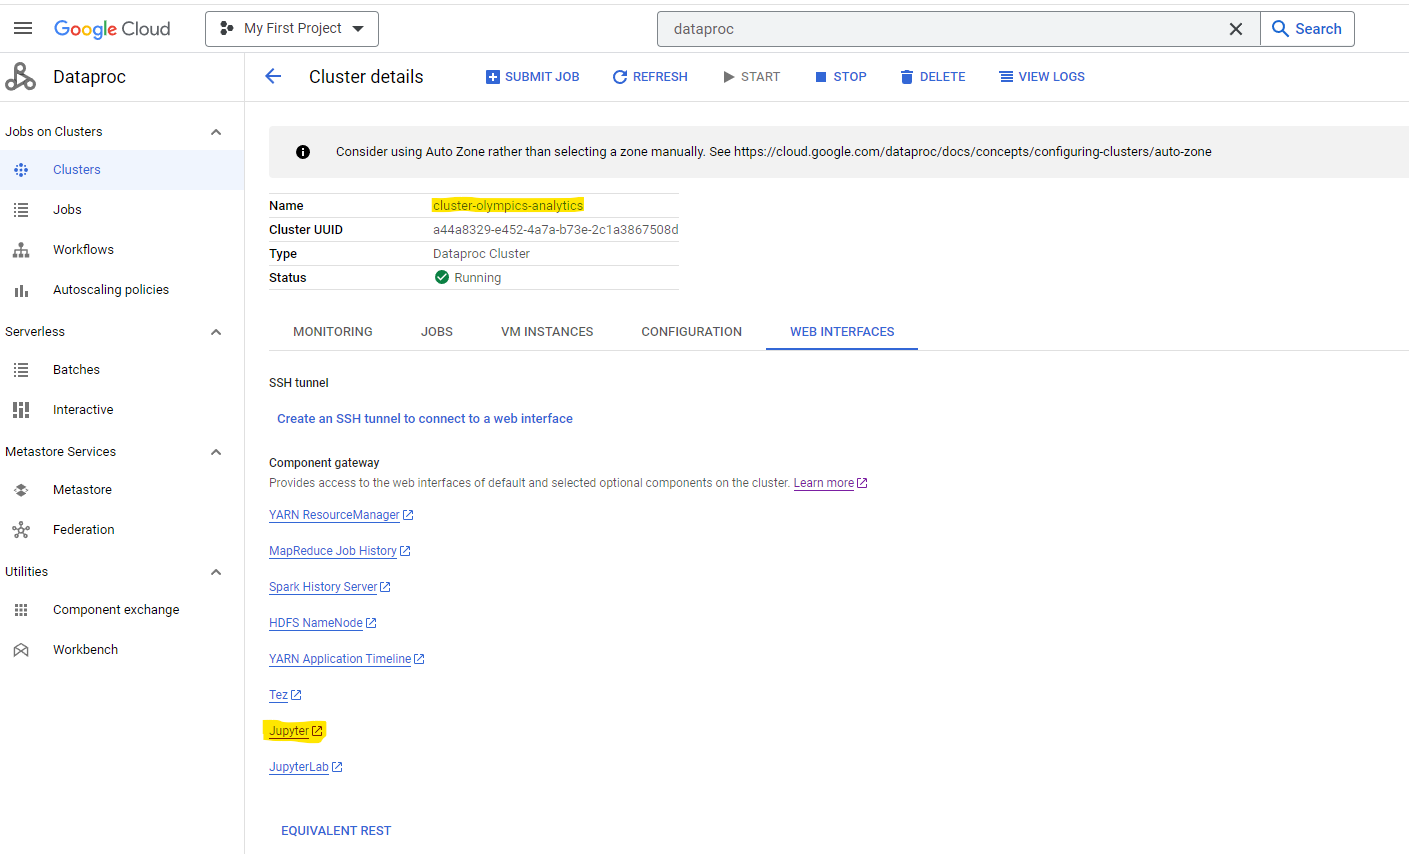 Google Cloud
My First Project
dataproc
Search
Dataproc
Cluster details
SUBMIT JOB
REFRESH
START
STOP
DELETE
VIEW LOGS
Jobs on Clusters
Clusters
Jobs
Workflows
Autoscaling policies
Serverless
Batches
Interactive
Metastore Services
Metastore
Federation
Utilities
Component exchange
Workbench
Consider using Auto Zone rather than selecting a zone manually. See https://cloud.google.com/dataproc/docs/concepts/configuring-clusters/auto-zone
Name cluster-olympics-analytics
Cluster UUID a44a8329-e452-4a7a-b73e-2c1a3867508d
Type Dataproc Cluster
Status Running
MONITORING
JOBS
VM INSTANCES
CONFIGURATION
WEB INTERFACES
SSH tunnel
Create an SSH tunnel to connect to a web interface
Component gateway
Provides access to the web interfaces of default and selected optional components on the cluster. Learn more
YARN ResourceManager
MapReduce Job History
Spark History Server
HDFS NameNode
YARN Application Timeline
Tez
Jupyter
JupyterLab
EQUIVALENT REST